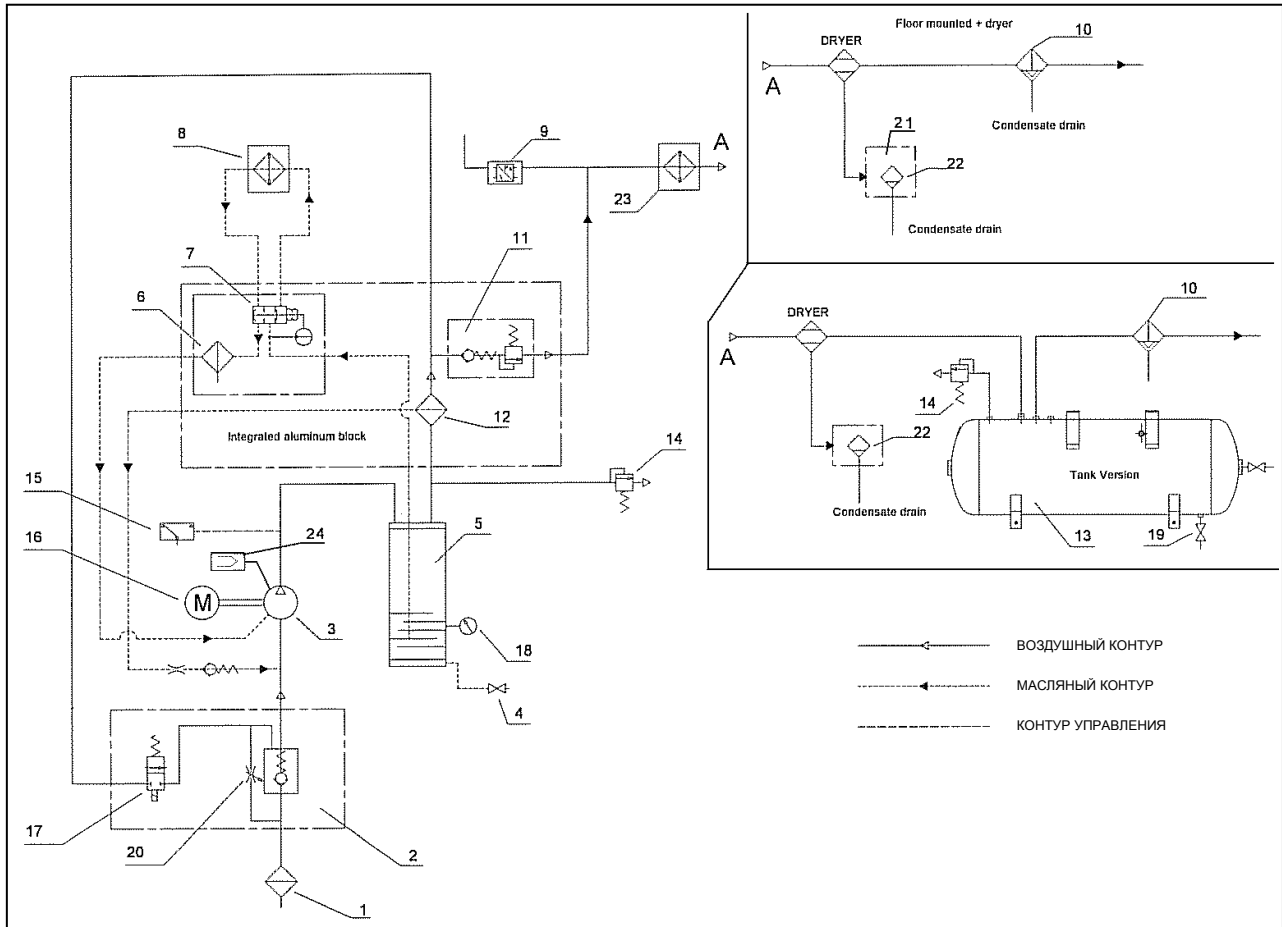 Floor mounted + dryer
10
DRYER
A
21
Condensate drain
22
Condensate drain
8
9
A
23
7
11
6
12
Integrated aluminum block
14
15
24
16
M
5
3
18
4
17
20
2
1
10
DRYER
A
14
22
Tank Version
Condensate drain
13
19
ВОЗДУШНЫЙ КОНТУР
МАСЛЯНЫЙ КОНТУР
КОНТУР УПРАВЛЕНИЯ